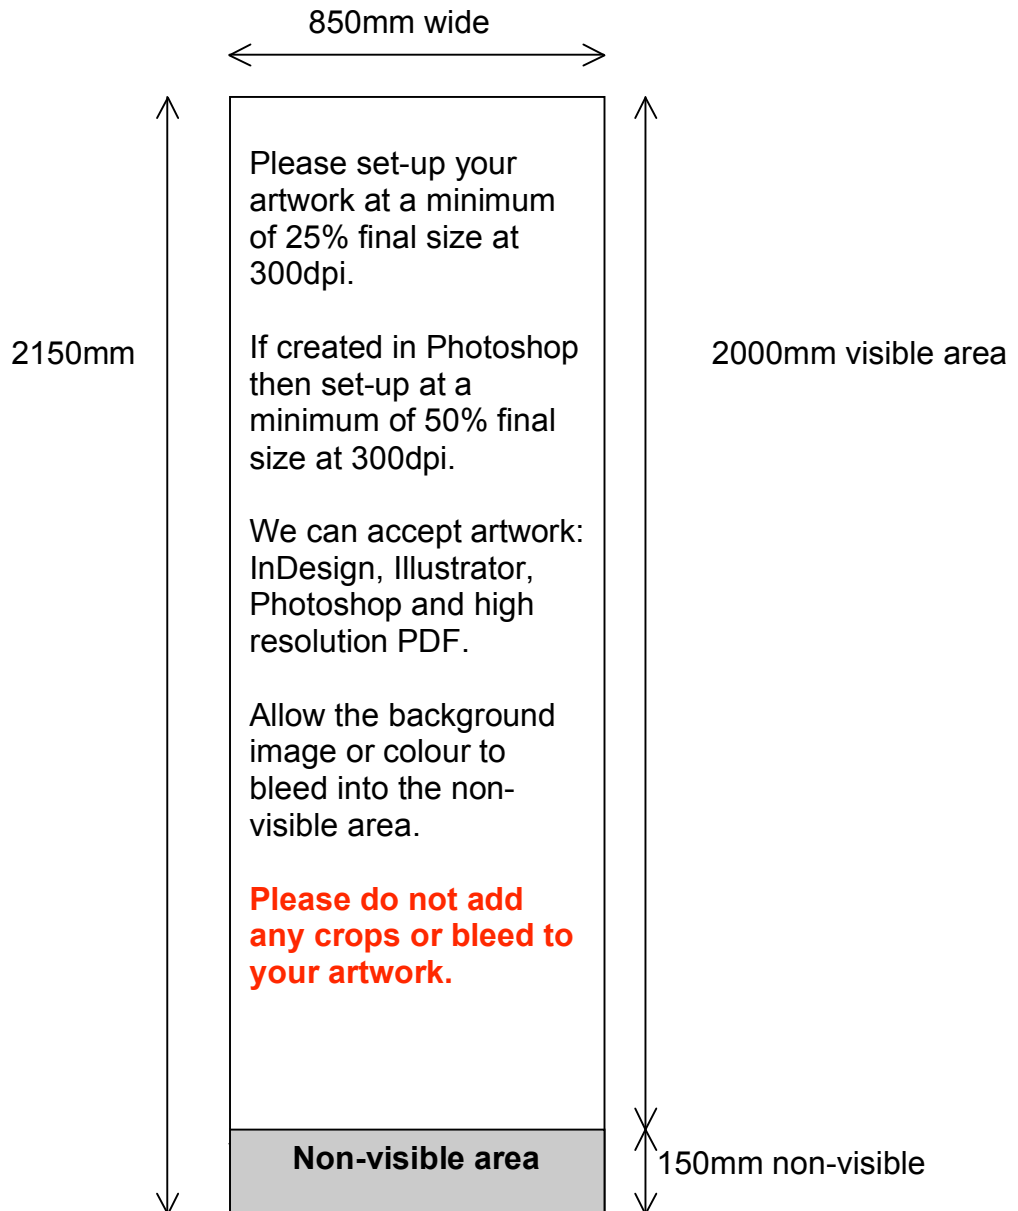 850mm wide
Please set-up your
artwork at a minimum
of 25% final size at
300dpi.
2150mm
If created in Photoshop
then set-up at a
minimum of 50% final
size at 300dpi.
2000mm visible area
We can accept artwork:
InDesign, Illustrator,
Photoshop and high
resolution PDF.
Allow the background
image or colour to
bleed into the non-
visible area.
Please do not add
any crops or bleed to
your artwork.
Non-visible area
150mm non-visible